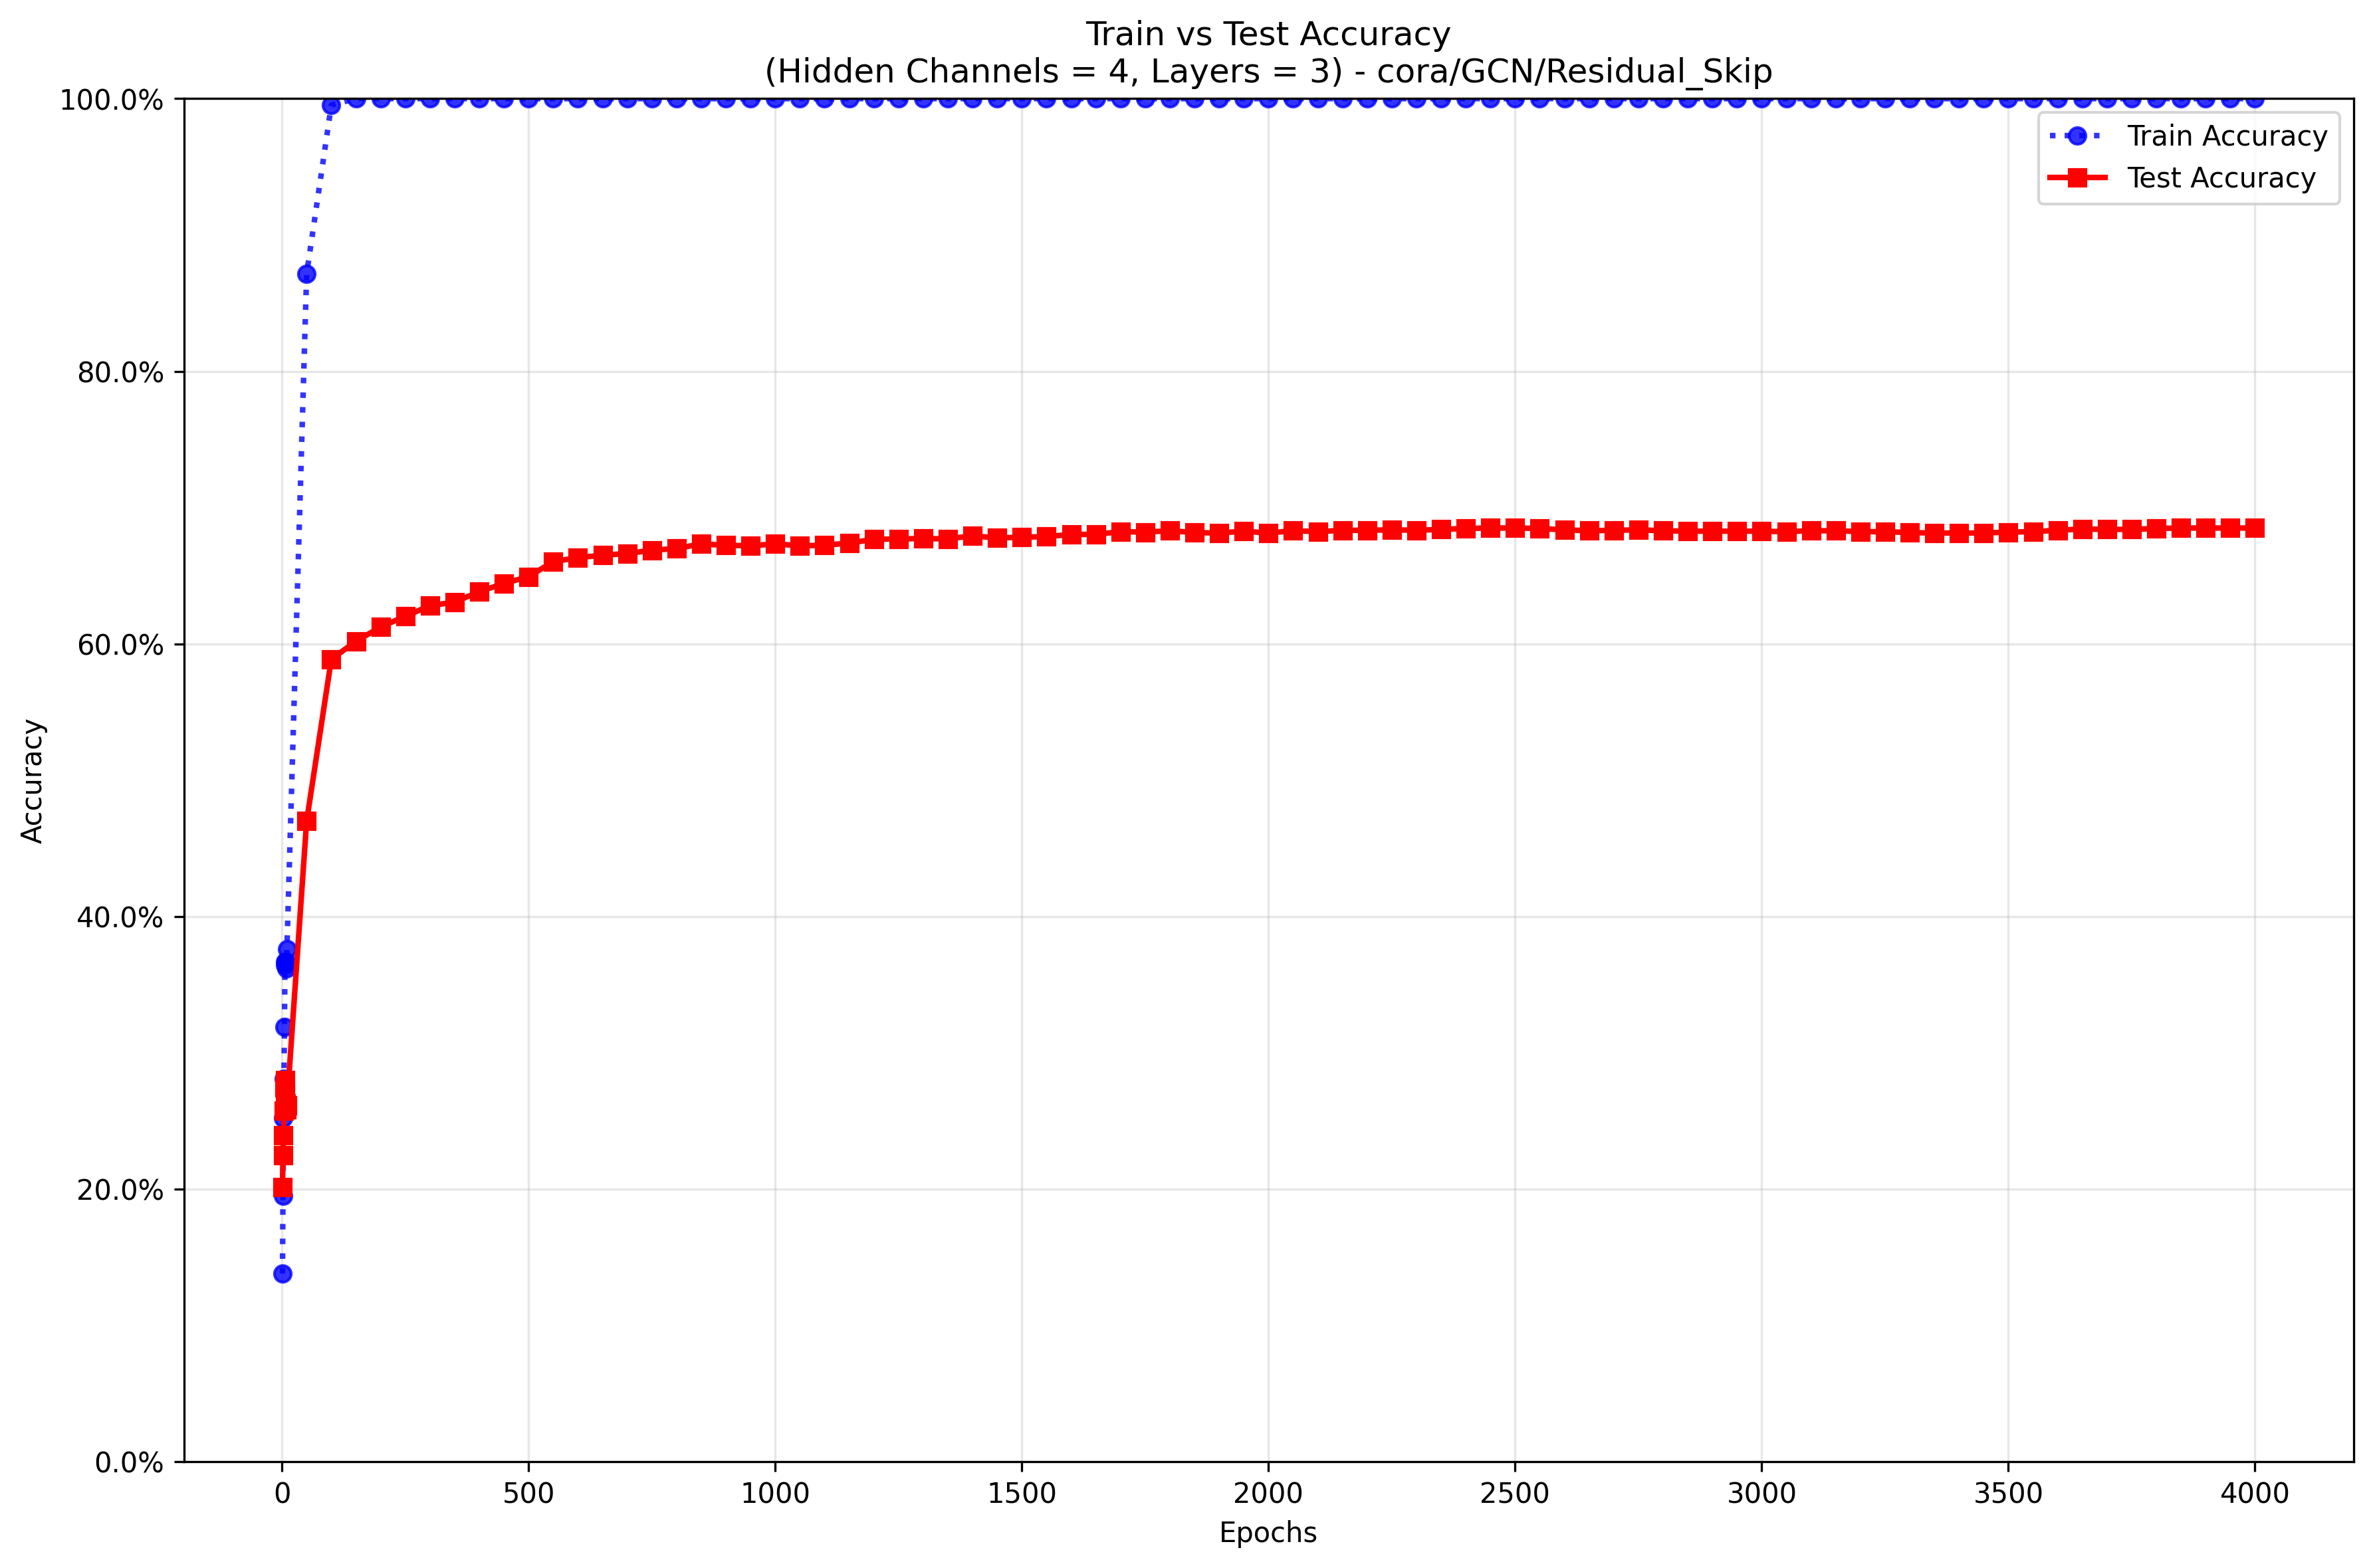 Train vs Test Accuracy
(Hidden Channels = 4, Layers = 3) - cora/GCN/Residual_Skip
100.0%
80.0%
60.0%
40.0%
20.0%
0.0%
Accuracy
Train Accuracy
Test Accuracy
0
500
1000
1500
2000
2500
3000
3500
4000
Epochs